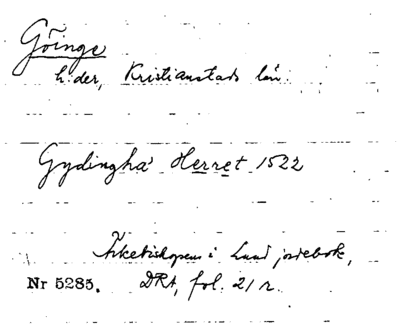 Göinge
h:der, Kristianstads län.
Gydingha' Herret 1522
Ärkebiskopens i Lund jordebok,
Nr 5285. DRA, fol. 21 r.